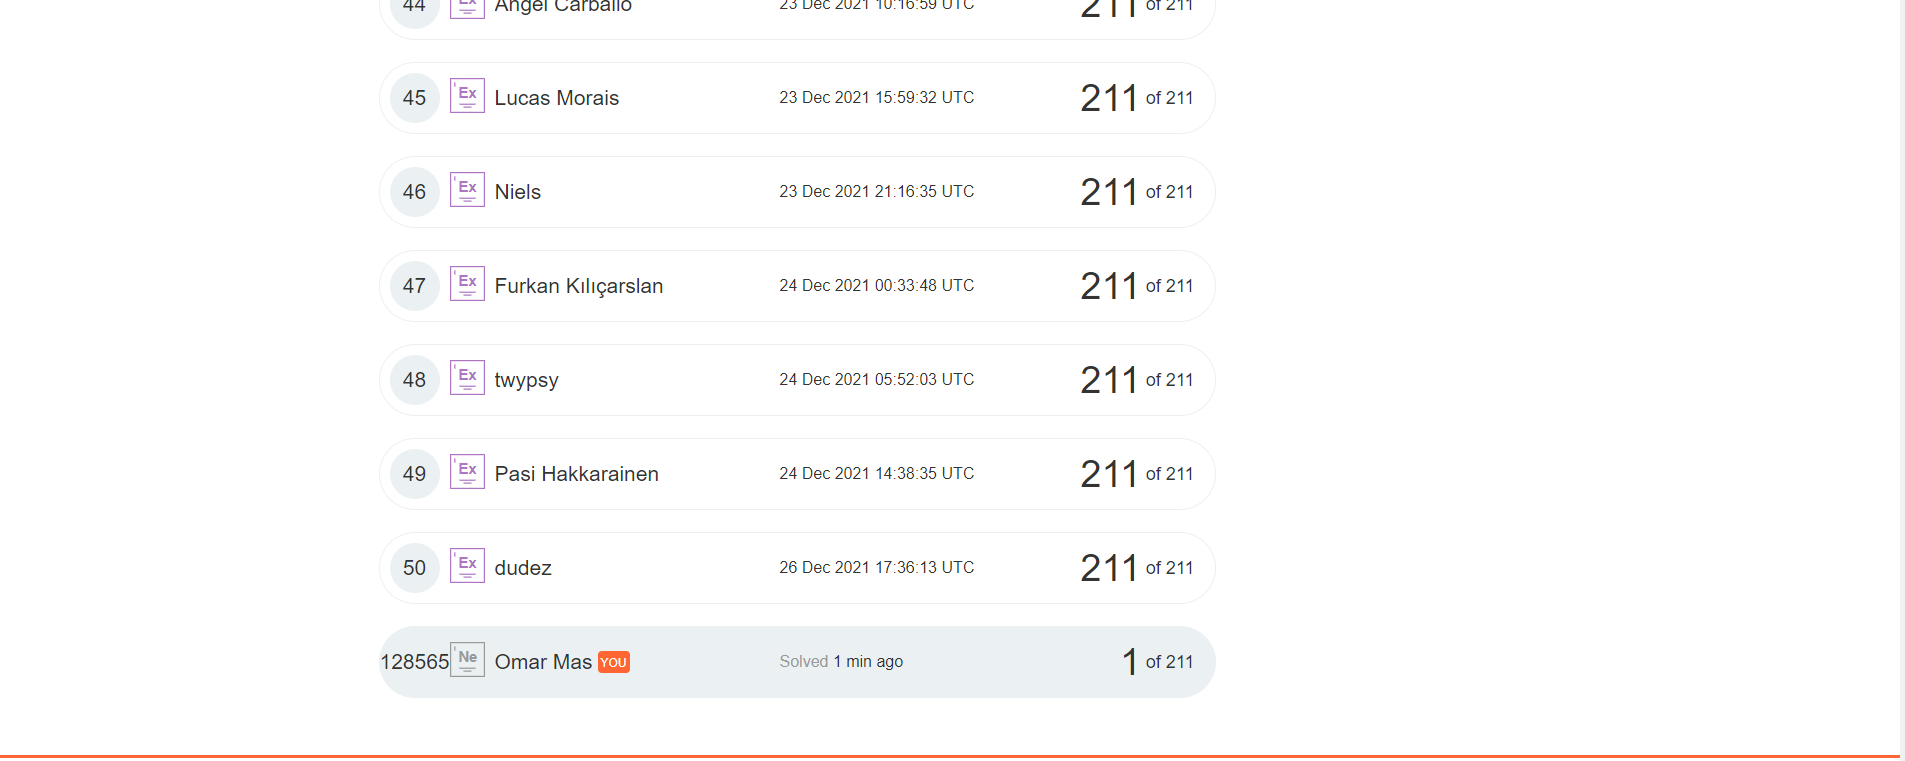 44 Ex Angel Carballo 23 Dec 2021 10:16:59 UTC 211 of 211
45 Ex Lucas Morais 23 Dec 2021 15:59:32 UTC 211 of 211
46 Ex Niels 23 Dec 2021 21:16:35 UTC 211 of 211
47 Ex Furkan Kılıçarslan 24 Dec 2021 00:33:48 UTC 211 of 211
48 Ex twypsy 24 Dec 2021 05:52:03 UTC 211 of 211
49 Ex Pasi Hakkarainen 24 Dec 2021 14:38:35 UTC 211 of 211
50 Ex dudez 26 Dec 2021 17:36:13 UTC 211 of 211
128565 Ne Omar Mas YOU Solved 1 min ago 1 of 211